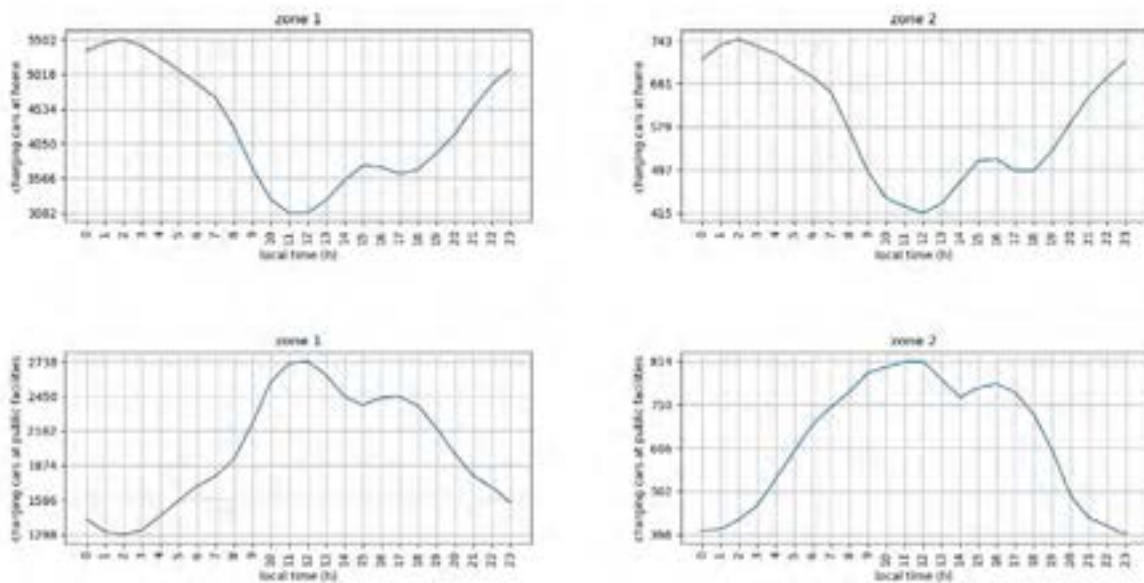 zone 1
charging cars at home
5502
5018
4534
4050
3566
3082
0 1 2 3 4 5 6 7 8 9 10 11 12 13 14 15 16 17 18 19 20 21 22 23
local time (h)
zone 2
charging cars at home
743
661
579
497
415
0 1 2 3 4 5 6 7 8 9 10 11 12 13 14 15 16 17 18 19 20 21 22 23
local time (h)
zone 1
charging cars at public facilities
2738
2450
2162
1874
1586
1298
0 1 2 3 4 5 6 7 8 9 10 11 12 13 14 15 16 17 18 19 20 21 22 23
local time (h)
zone 2
charging cars at public facilities
814
710
606
502
398
0 1 2 3 4 5 6 7 8 9 10 11 12 13 14 15 16 17 18 19 20 21 22 23
local time (h)